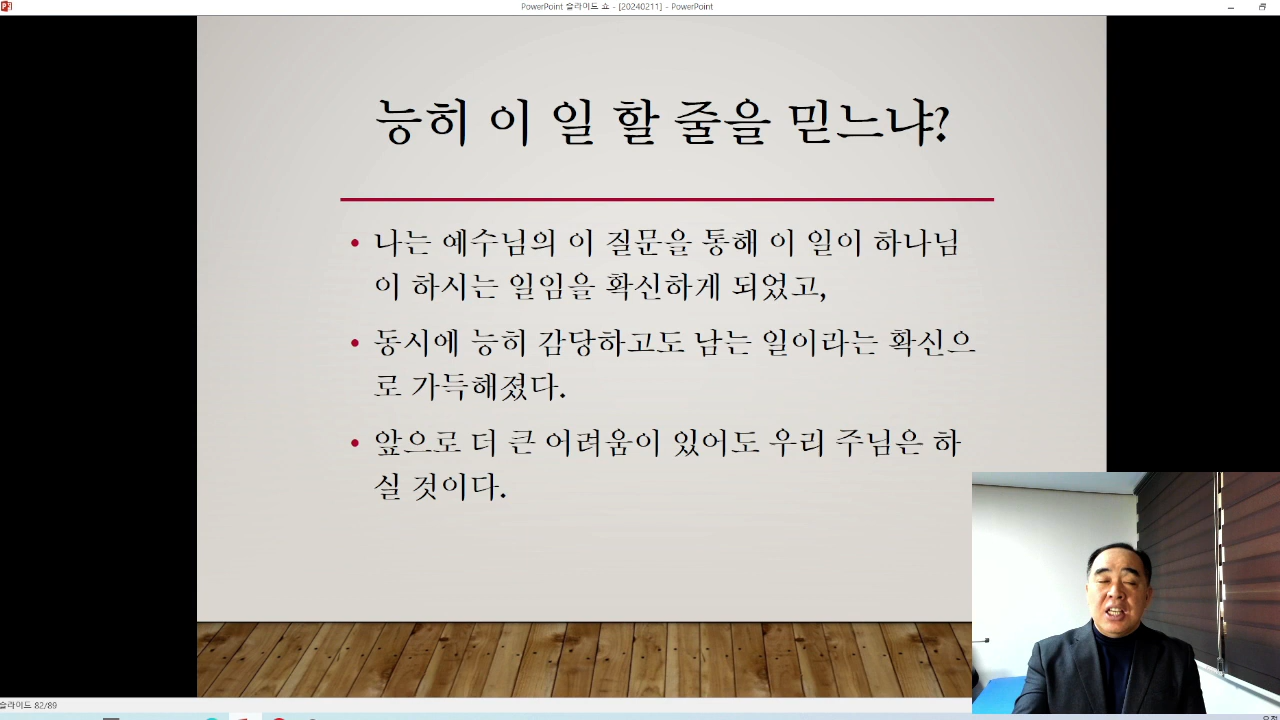 PowerPoint 슬라이드 쇼 - [20240211] - PowerPoint
능히 이 일 할 줄을 믿느냐?
• 나는 예수님의 이 질문을 통해 이 일이 하나님
이 하시는 일임을 확신하게 되었고,
• 동시에 능히 감당하고도 남는 일이라는 확신으
로 가득해졌다.
• 앞으로 더 큰 어려움이 있어도 우리 주님은 하
실 것이다.
슬라이드 82/89